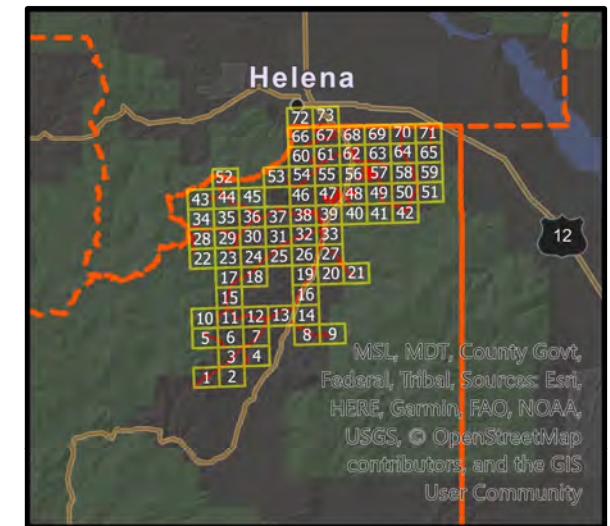 Helena
72 73
66 67 68 69 70 71
60 61 62 63 64 65
52 53 54 55 56 57 58 59
43 44 45 46 47 48 49 50 51
34 35 36 37 38 39 40 41 42
12
28 29 30 31 32 33
22 23 24 25 26 27
17 18 19 20 21
15 16
10 11 12 13 14
5 6 7 8 9
3 4
1 2
MSL, MDT, County Govt,
Federal, Tribal, Sources: Esri,
HERE, Garmin, FAO, NOAA,
USGS, © OpenStreetMap
contributors, and the GIS
User Community